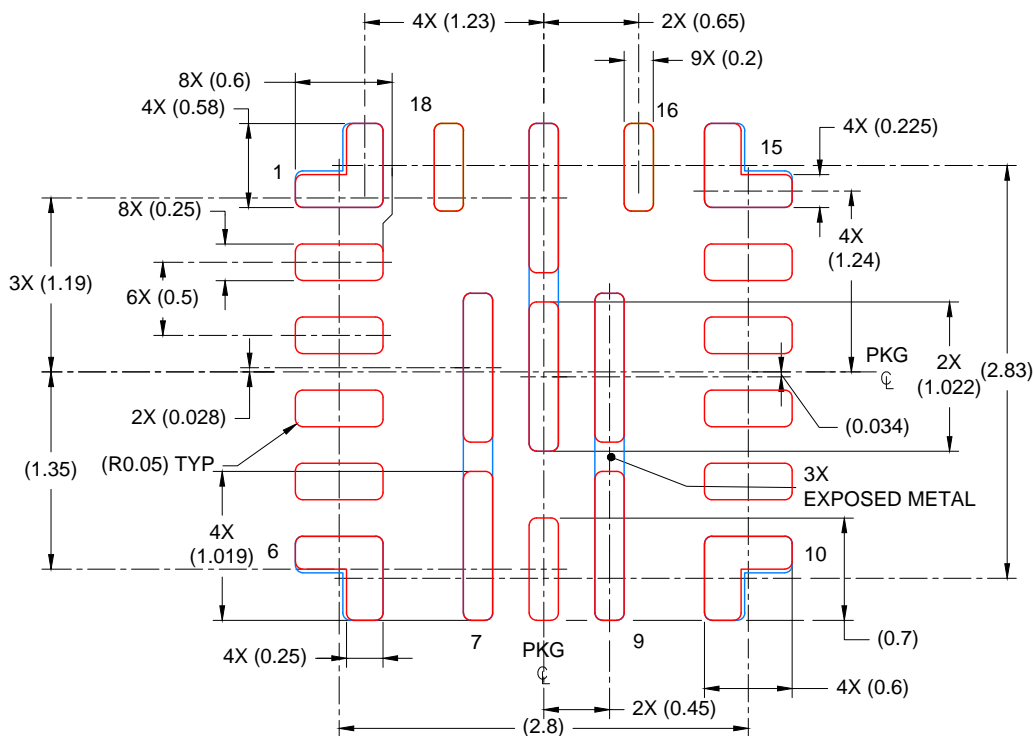 4X (1.23)
2X (0.65)
8X (0.6)
9X (0.2)
4X (0.58)
18
16
4X (0.225)
1
15
8X (0.25)
4X
(1.24)
3X (1.19)
6X (0.5)
PKG
CL
2X
(1.022)
(2.83)
2X (0.028)
(0.034)
(R0.05) TYP
(1.35)
3X
EXPOSED METAL
4X
(1.019)
6
10
7
PKG
CL
9
(0.7)
4X (0.25)
4X (0.6)
2X (0.45)
(2.8)